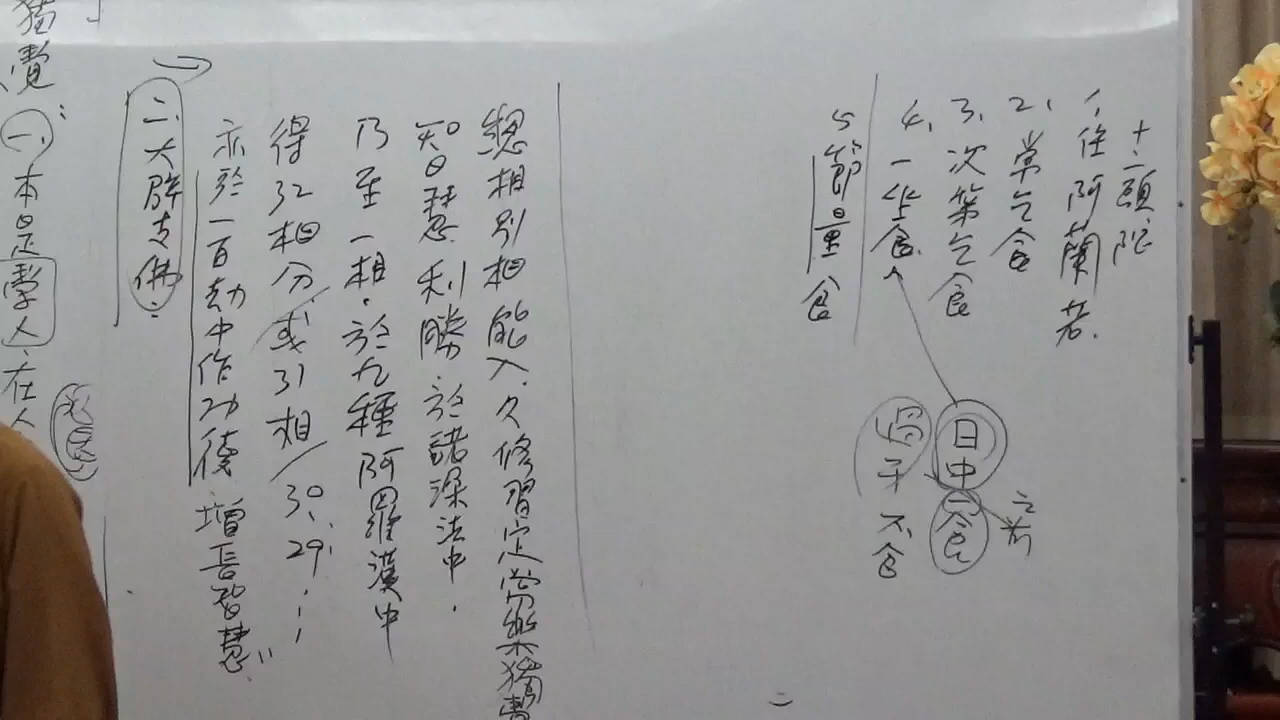 獨覺
一、本是學人在人
二、大辟支佛:
亦於一百劫中作功德 增長智慧
得32相分 或31相 30、29、
乃至一相. 於九種阿羅漢中
智慧利勝. 於諸深法中.
總相別相能入. 久修習定常樂獨
十二頭陀
1、住阿蘭若.
2、常乞食
3、次第乞食
4、一坐食.
5、節量食
日中一食
之前
過午不食